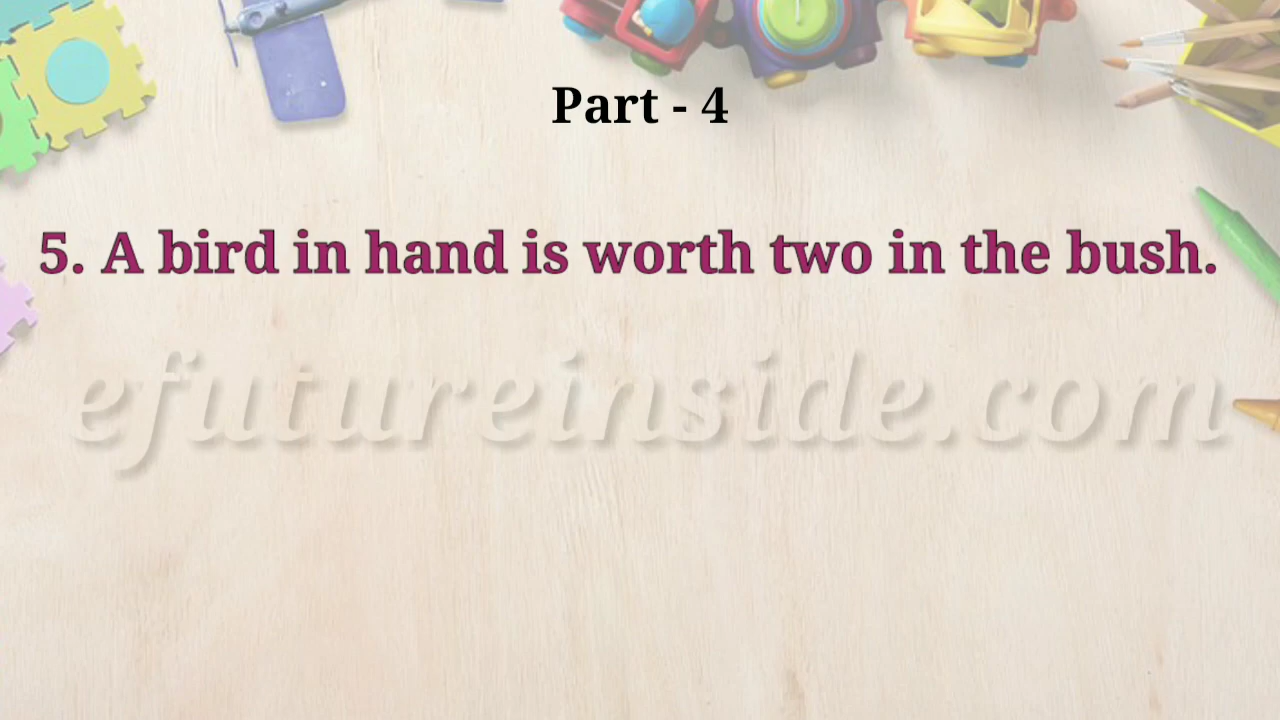 Part - 4
5. A bird in hand is worth two in the bush.
efutureinside.com